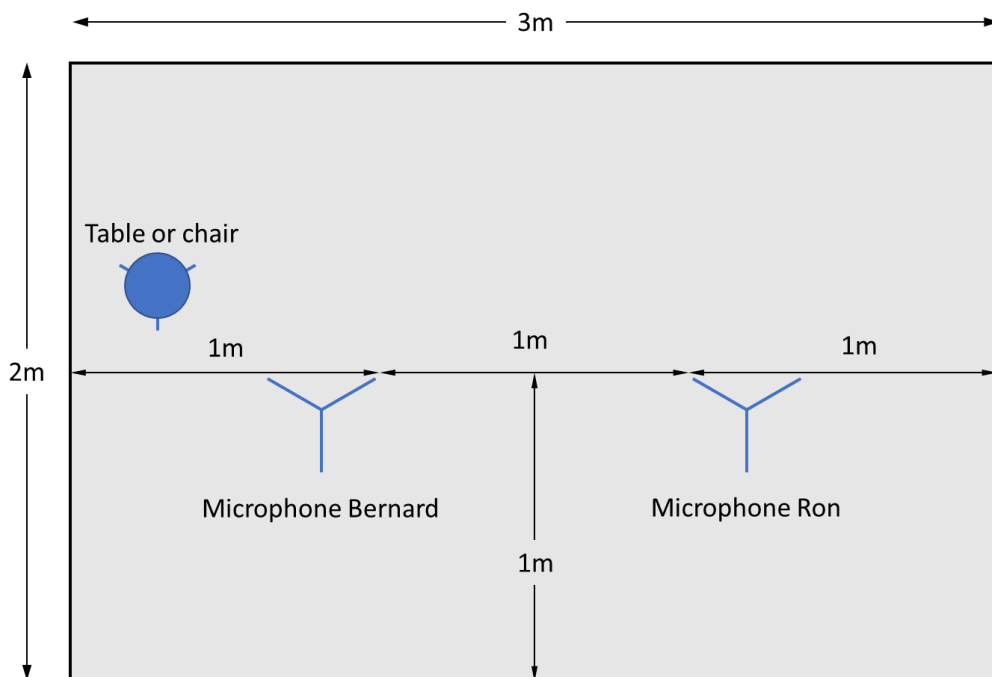 3m
Table or chair
1m
1m
1m
2m
Microphone Bernard
Microphone Ron
1m